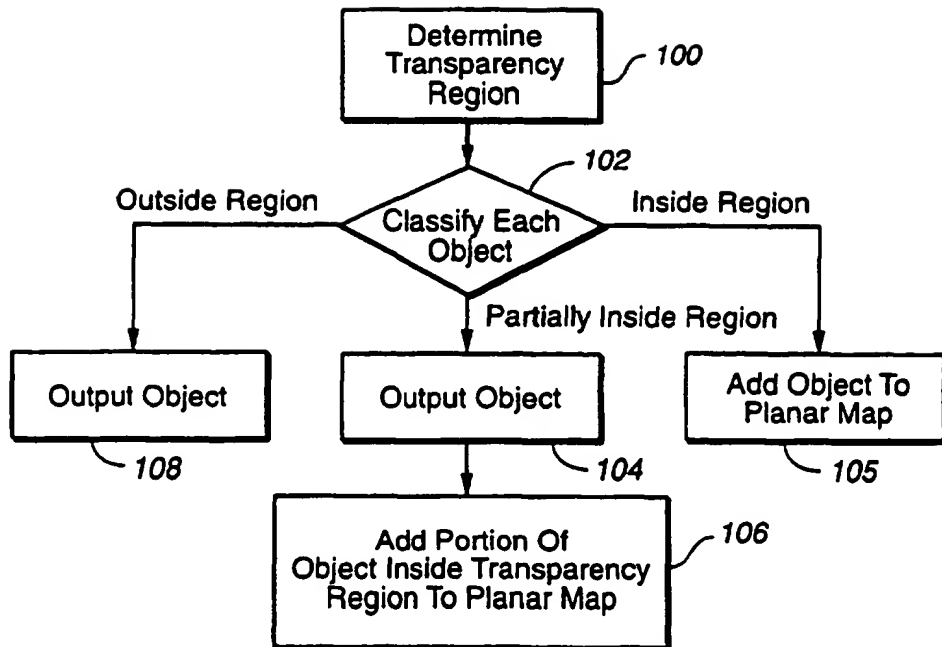 Determine
Transparency
Region
100
102
Outside Region
Classify Each
Object
Inside Region
Partially Inside Region
Output Object
108
Output Object
104
Add Object To
Planar Map
105
Add Portion Of
Object Inside Transparency
Region To Planar Map
106